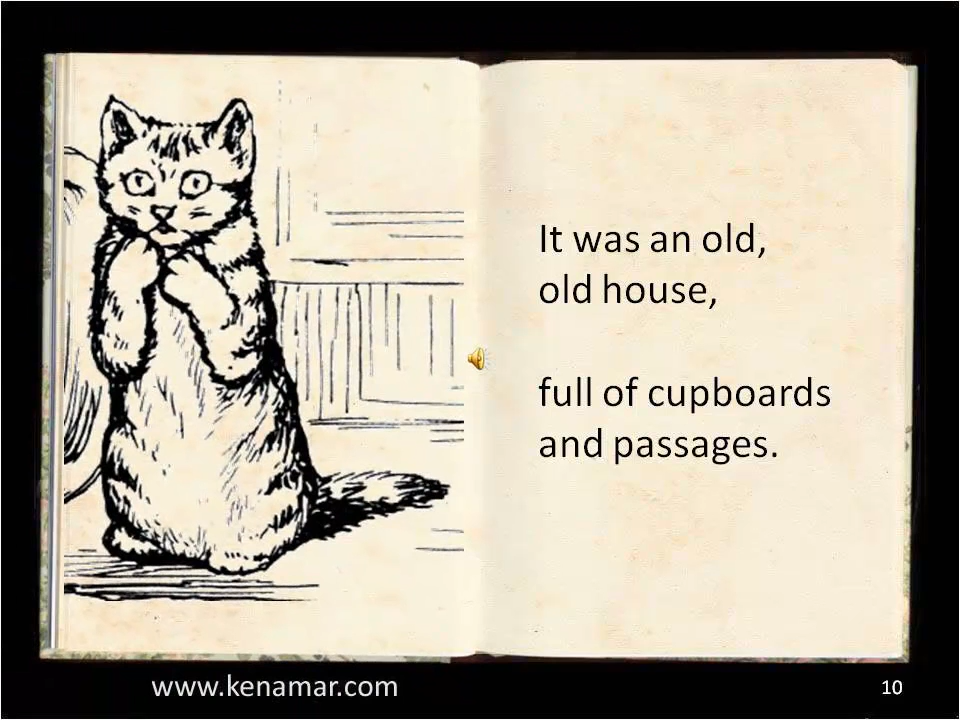 It was an old,
old house,
full of cupboards
and passages.
www.kenamar.com
10